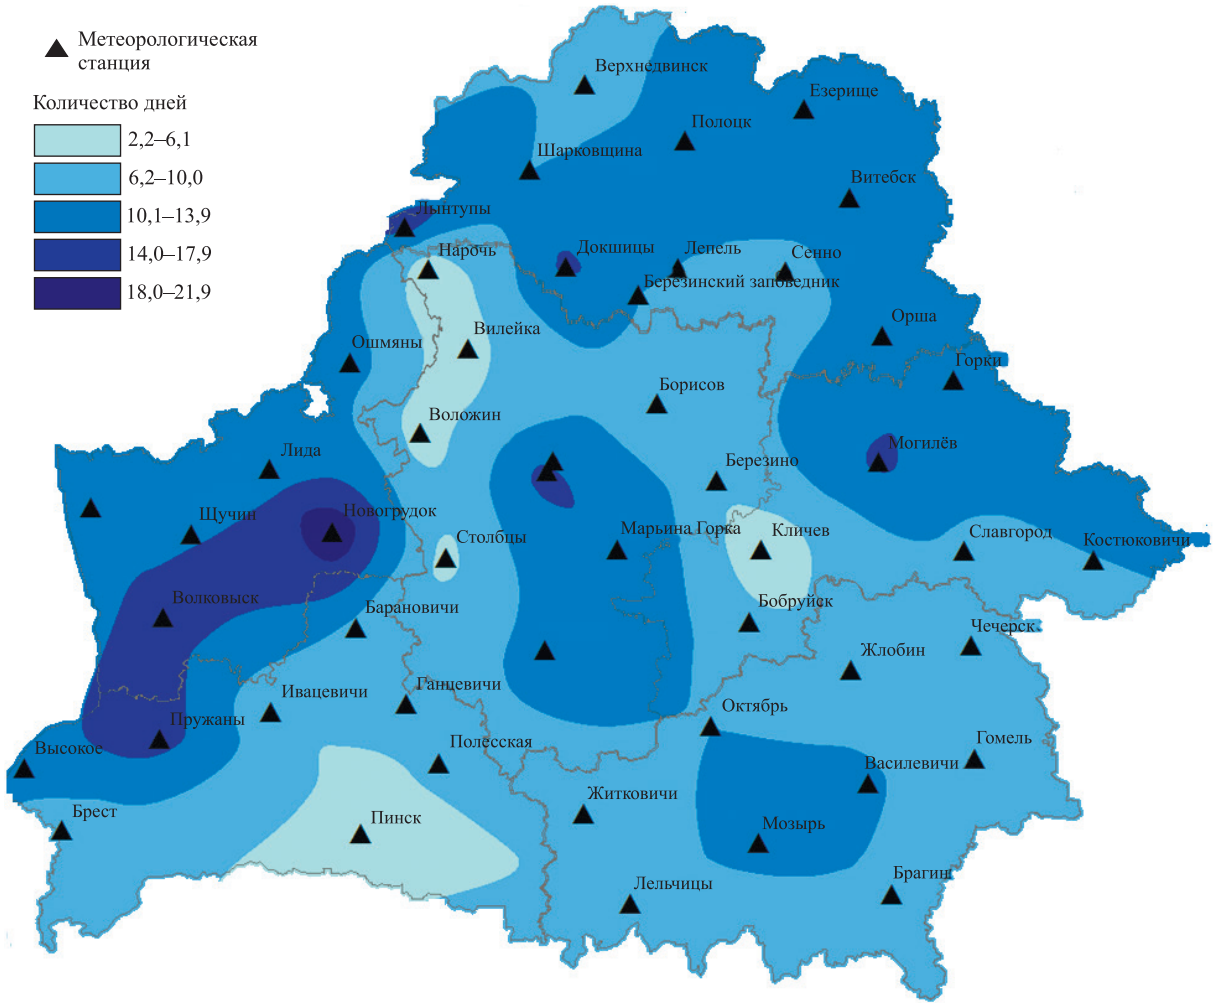 Метеорологическая
станция
Количество дней
2,2–6,1
6,2–10,0
10,1–13,9
14,0–17,9
18,0–21,9
Верхнедвинск
Езерище
Полоцк
Шарковщина
Витебск
Лынтупы
Нарочь
Докшицы
Лепель
Сенно
Березинский заповедник
Орша
Вилейка
Ошмяны
Горки
Борисов
Воложин
Могилёв
Лида
Березино
Щучин
Новогрудок
Столбцы
Марьина Горка
Кличев
Славгород
Костюковичи
Волковыск
Барановичи
Бобруйск
Чечерск
Жлобин
Ивацевичи
Ганцевичи
Октябрь
Пружаны
Полесская
Гомель
Высокое
Василевичи
Житковичи
Брест
Пинск
Мозырь
Лельчицы
Брагин